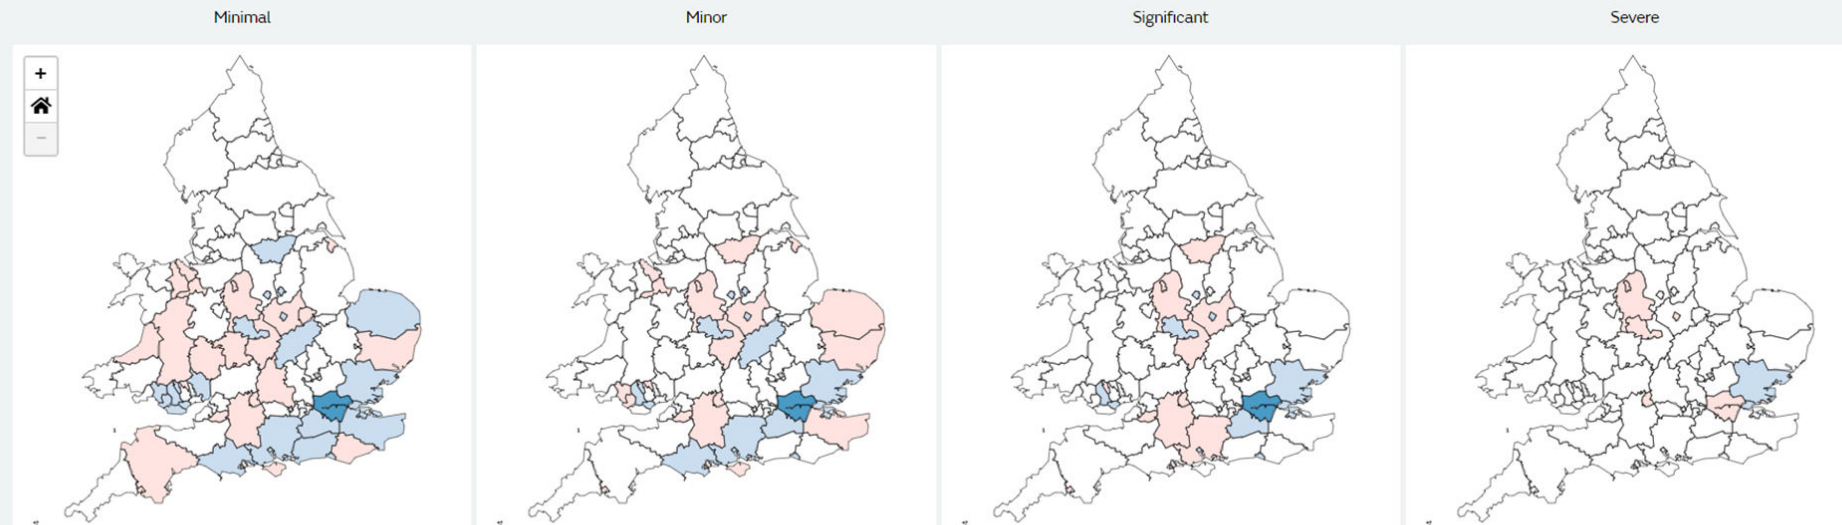 Minimal
Minor
Significant
Severe
+
−